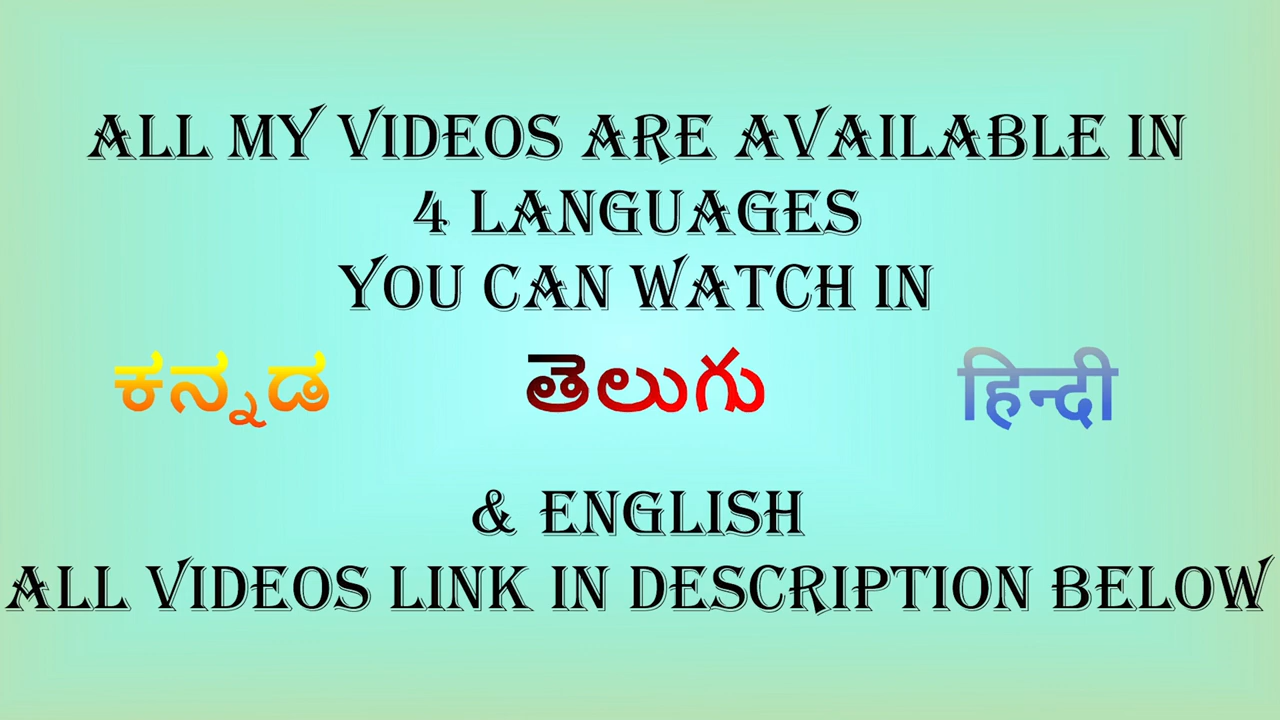 ALL MY VIDEOS ARE AVAILABLE IN
4 LANGUAGES
YOU CAN WATCH IN
ಕನ್ನಡ తెలుగు हिन्दी
& ENGLISH
ALL VIDEOS LINK IN DESCRIPTION BELOW